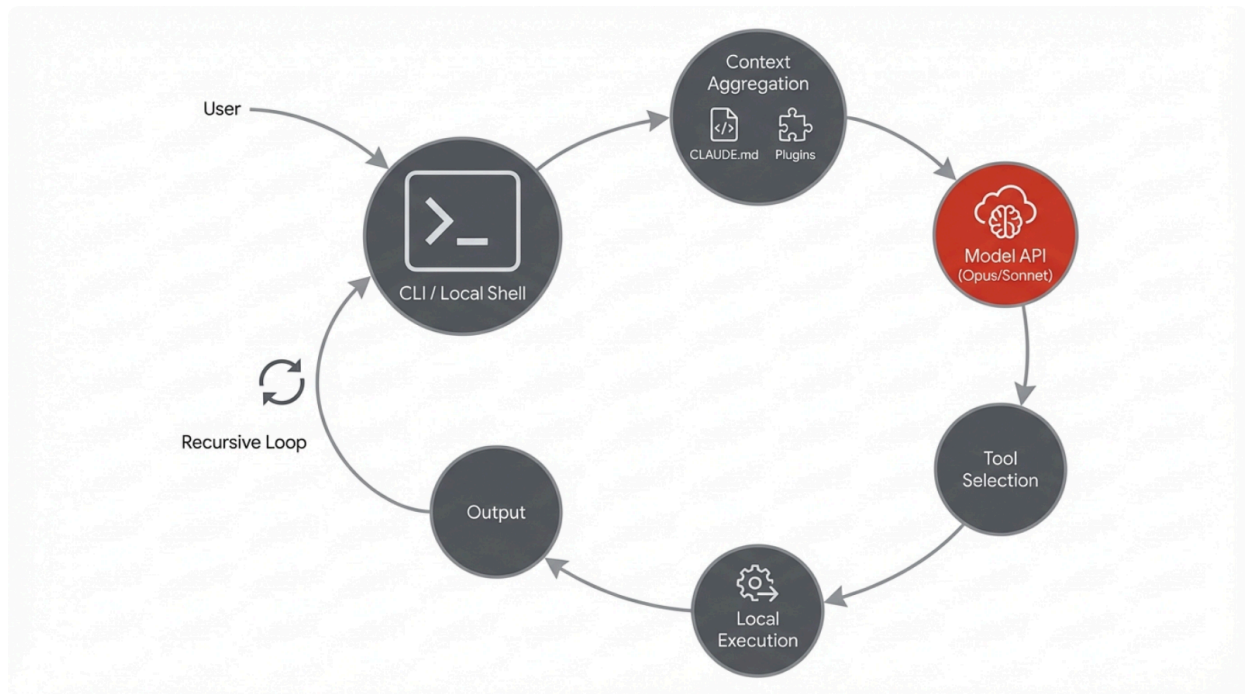 User
CLI / Local Shell
Context
Aggregation
CLAUDE.md
Plugins
Model API
(Opus/Sonnet)
Tool
Selection
Local
Execution
Output
Recursive Loop